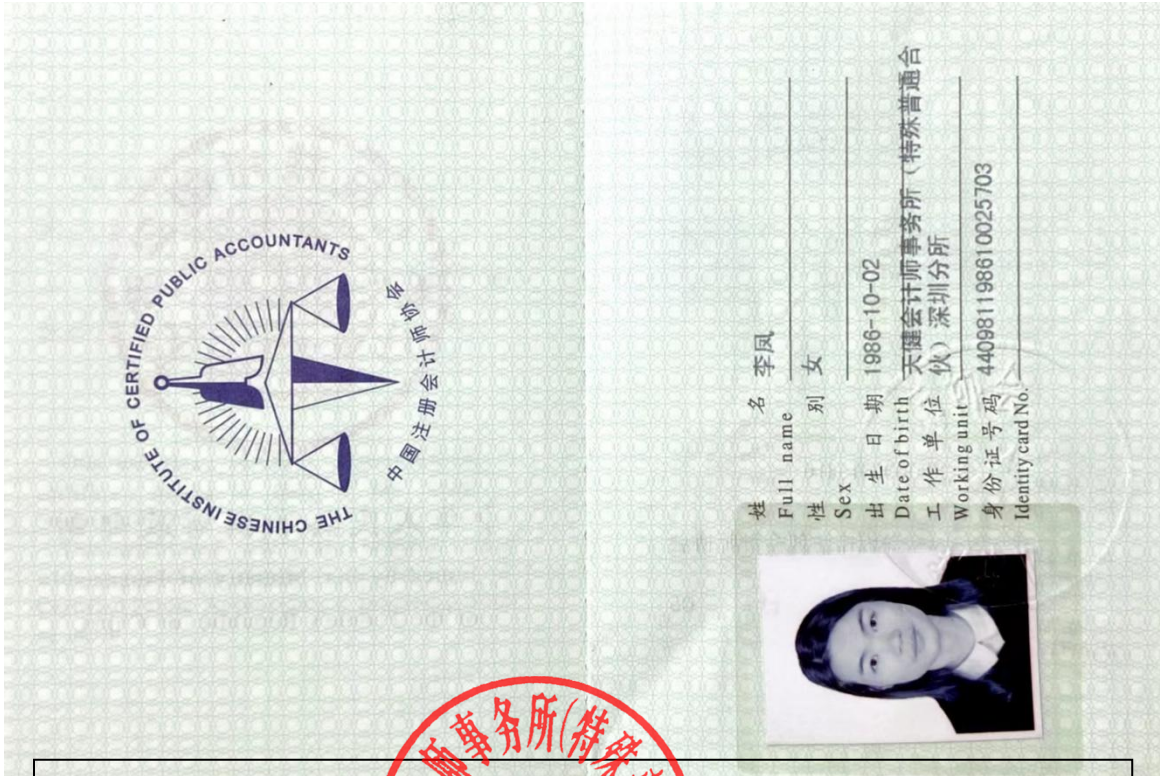 THE CHINESE INSTITUTE OF CERTIFIED PUBLIC ACCOUNTANTS
中国注册会计师协会
姓 名 李凤
Full name
性 别 女
Sex
出 生 日 期 1986-10-02
Date of birth
工 作 单 位 天健会计师事务所（特殊普通合
Working unit 伙）深圳分所
身 份 证 号 码 440981198610025703
Identity card No.
师事务所(特殊